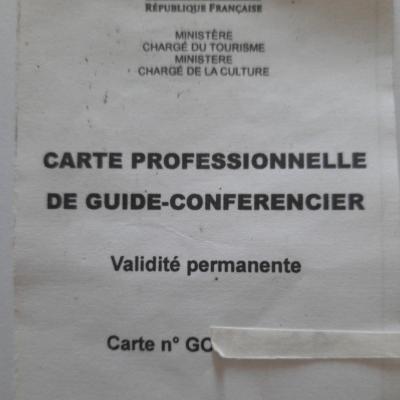 RÉPUBLIQUE FRANÇAISE
MINISTÈRE
CHARGÉ DU TOURISME
MINISTERE
CHARGÉ DE LA CULTURE
CARTE PROFESSIONNELLE
DE GUIDE-CONFERENCIER
Validité permanente
Carte n° GC